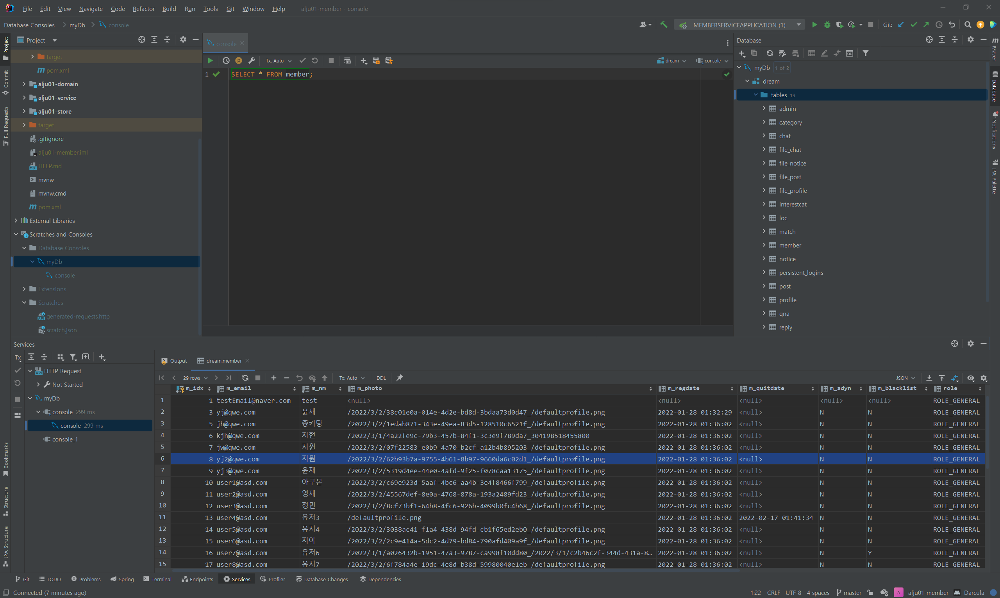 File Edit View Navigate Code Refactor Build Run Tools Git Window Help alju01-member - console
Database Consoles myDb console
MEMBERSERVICEAPPLICATION (1)
Git:
Project
console
Database
Project
Commit
Pull Requests
Bookmarks
Structure
JPA Structure
target
pom.xml
alju01-domain
alju01-service
alju01-store
target
.gitignore
alju01-member.iml
HELP.md
mvnw
mvnw.cmd
pom.xml
External Libraries
Scratches and Consoles
Database Consoles
myDb
console
Extensions
Scratches
generated-requests.http
scratch.json
Tx: Auto
dream
console
1 SELECT * FROM member;
myDb 1 of 2
dream
tables 19
admin
category
chat
file_chat
file_notice
file_post
file_profile
interestcat
loc
match
member
notice
persistent_logins
post
profile
qna
reply
Maven
Database
Notifications
JPA Palette
Services
Tx
HTTP Request
Not Started
myDb
console 299 ms
console 299 ms
console_1
Output dream.member
29 rows Tx: Auto DDL JSON
m_idx m_email m_nm m_photo m_regdate m_quitdate m_adyn m_blacklist role
1 1 testEmail@naver.com test <null> <null> <null> <null> <null> ROLE_GENERAL
2 3 yj@qwe.com 윤재 /2022/3/2/38c01e0a-014e-4d2e-bd8d-3bdaa73d0d47_/defaultprofile.png 2022-01-28 01:32:29 <null> N N ROLE_GENERAL
3 5 jh@qwe.com 종키당 /2022/3/2/1edab871-343e-49ea-83d5-128510c6521f_/defaultprofile.png 2022-01-28 01:36:02 <null> N N ROLE_GENERAL
4 6 kjh@qwe.com 지현 /2022/3/1/4a22fe9c-79b3-457b-84f1-3c3e9f789da7_304198518455800 2022-01-28 01:36:02 <null> N N ROLE_GENERAL
5 7 jw@qwe.com 지원 /2022/3/2/07f22583-e0b9-4a70-b2cf-a12b4b895203_/defaultprofile.png 2022-01-28 01:36:02 <null> N N ROLE_GENERAL
6 8 yj2@qwe.com 지원 /2022/3/2/62b93b7a-9755-4b61-8b97-9660da6c02d1_/defaultprofile.png 2022-01-28 01:36:02 <null> N N ROLE_GENERAL
7 9 yj3@qwe.com 윤재 /2022/3/2/5319d4ee-44e0-4afd-9f25-f078caa13175_/defaultprofile.png 2022-01-28 01:36:02 <null> N N ROLE_GENERAL
8 10 user1@asd.com 아구몬 /2022/3/2/c69e923d-5aaf-4bc6-aa4b-3e4f8466f799_/defaultprofile.png 2022-01-28 01:36:02 <null> N N ROLE_GENERAL
9 11 user2@asd.com 영재 /2022/3/2/45567def-8e0a-4768-878a-193a2489fd23_/defaultprofile.png 2022-01-28 01:36:02 <null> N N ROLE_GENERAL
10 12 user3@asd.com 정민 /2022/3/2/8cf73bf1-64b8-4fc6-926b-4099b0fc4b68_/defaultprofile.png 2022-01-28 01:36:02 <null> N N ROLE_GENERAL
11 13 user4@asd.com 유저3 /defaultprofile.png 2022-01-28 01:36:02 2022-02-17 01:41:34 N N ROLE_GENERAL
12 14 user5@asd.com 유저4 /2022/3/2/3038ac41-f1a4-438d-94fd-cb1f65ed2eb0_/defaultprofile.png 2022-01-28 01:36:02 <null> N N ROLE_GENERAL
13 15 user6@asd.com 지아 /2022/3/2/2c9e414a-5dc2-4d79-bd84-790afd409a9f_/defaultprofile.png 2022-01-28 01:36:02 <null> N N ROLE_GENERAL
14 16 user7@asd.com 유저6 /2022/3/1/a026432b-1951-47a3-9787-ca998f10dd80_/2022/3/1/c2b46c2f-344d-431a-8… 2022-01-28 01:36:02 <null> N Y ROLE_GENERAL
15 17 user8@asd.com 유저7 /2022/3/2/6f784a4e-19dc-4e8d-b38d-59980040e1eb_/defaultprofile.png 2022-01-28 01:36:02 <null> N N ROLE_GENERAL
Git TODO Problems Spring Terminal Endpoints Services Profiler Database Changes Dependencies
Connected (7 minutes ago) 1:22 CRLF UTF-8 4 spaces master A alju01-member Darcula